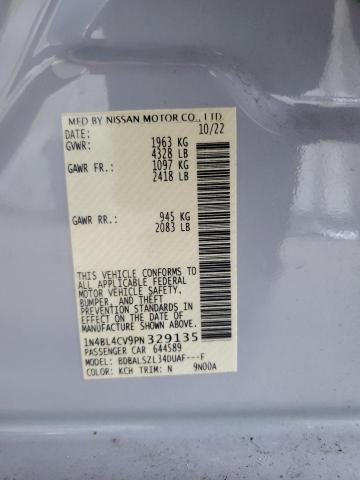 MFD BY NISSAN MOTOR CO., LTD.
DATE: 10/22
GVWR: 1963 KG
4328 LB
GAWR FR.: 1097 KG
2418 LB
GAWR RR.: 945 KG
2083 LB
THIS VEHICLE CONFORMS TO
ALL APPLICABLE FEDERAL
MOTOR VEHICLE SAFETY,
BUMPER, AND THEFT
PREVENTION STANDARDS IN
EFFECT ON THE DATE OF
MANUFACTURE SHOWN ABOVE.
1N4BL4CV9PN329135
PASSENGER CAR 644589
MODEL: BDBALSZL34DUAF---F
COLOR: KCH TRIM: N 9N00A